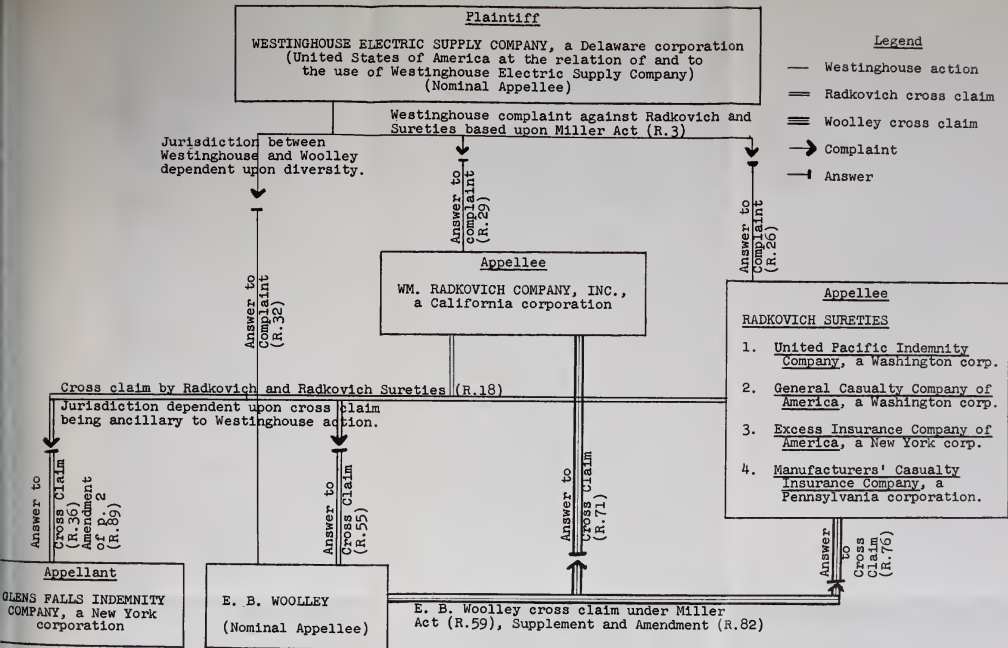 Plaintiff
WESTINGHOUSE ELECTRIC SUPPLY COMPANY, a Delaware corporation
(United States of America at the relation of and to
the use of Westinghouse Electric Supply Company)
(Nominal Appellee)
Legend
Westinghouse action
Radkovich cross claim
Woolley cross claim
Complaint
Answer
Westinghouse complaint against Radkovich and
Sureties based upon Miller Act (R.3)
Jurisdiction between
Westinghouse and Woolley
dependent upon diversity.
Answer to
Complaint
(R.32)
Answer to
complaint
(R.29)
Answer to
Complaint
(R.26)
Appellee
WM. RADKOVICH COMPANY, INC.,
a California corporation
Appellee
RADKOVICH SURETIES
1. United Pacific Indemnity
Company, a Washington corp.
2. General Casualty Company of
America, a Washington corp.
3. Excess Insurance Company of
America, a New York corp.
4. Manufacturers' Casualty
Insurance Company, a
Pennsylvania corporation.
Cross claim by Radkovich and Radkovich Sureties (R.18)
Jurisdiction dependent upon cross claim
being ancillary to Westinghouse action.
Answer to
Cross Claim
(R.36)
Amendment
of p. 2
(R.89)
Answer to
Cross Claim
(R.55)
Answer to
Cross Claim
(R.71)
Answer
to
Cross
Claim
(R.76)
Appellant
GLENS FALLS INDEMNITY
COMPANY, a New York
corporation
E. B. WOOLLEY
(Nominal Appellee)
E. B. Woolley cross claim under Miller
Act (R.59), Supplement and Amendment (R.82)